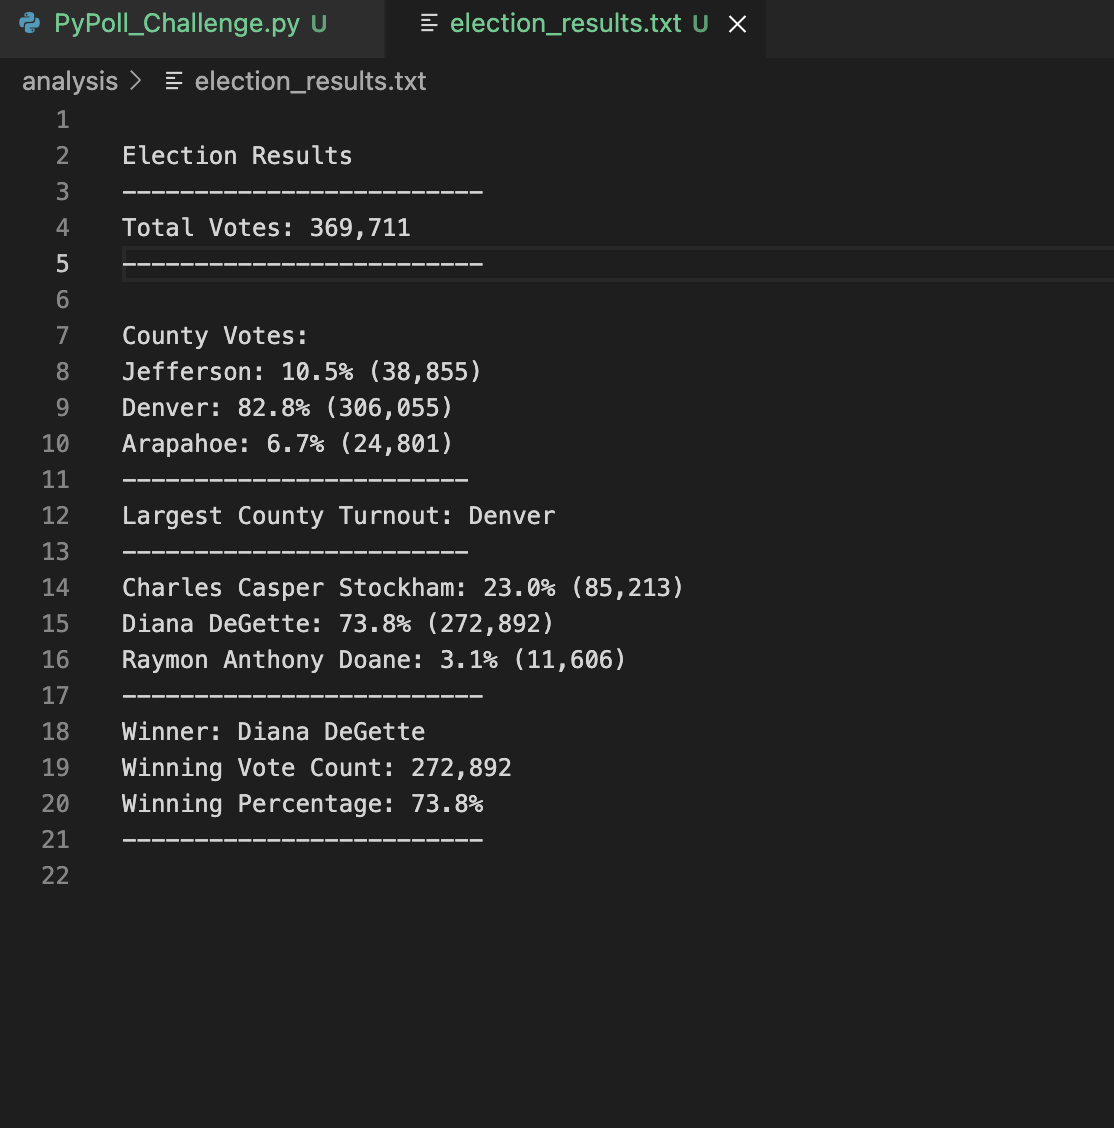 PyPoll_Challenge.py U election_results.txt U
analysis > election_results.txt
1
2 Election Results
3 -------------------------
4 Total Votes: 369,711
5 -------------------------
6
7 County Votes:
8 Jefferson: 10.5% (38,855)
9 Denver: 82.8% (306,055)
10 Arapahoe: 6.7% (24,801)
11 ------------------------
12 Largest County Turnout: Denver
13 ------------------------
14 Charles Casper Stockham: 23.0% (85,213)
15 Diana DeGette: 73.8% (272,892)
16 Raymon Anthony Doane: 3.1% (11,606)
17 -------------------------
18 Winner: Diana DeGette
19 Winning Vote Count: 272,892
20 Winning Percentage: 73.8%
21 -------------------------
22